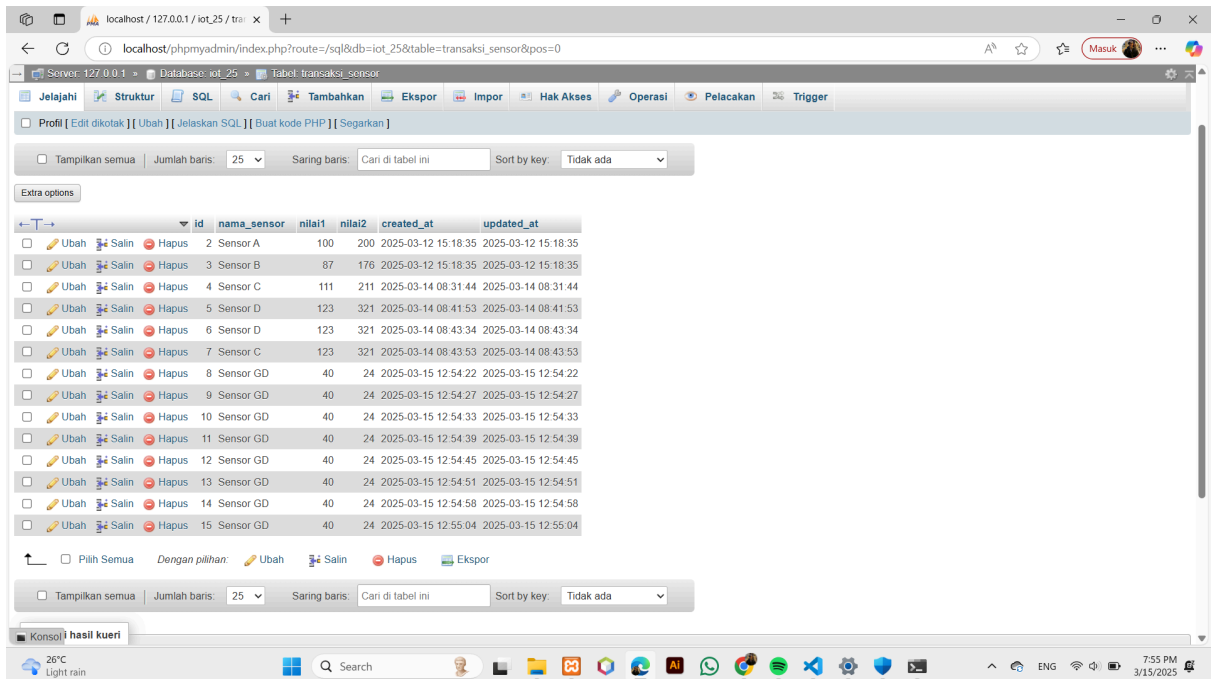 localhost / 127.0.0.1 / iot_25 / tra
localhost/phpmyadmin/index.php?route=/sql&db=iot_25&table=transaksi_sensor&pos=0
Masuk
Server: 127.0.0.1 » Database: iot_25 » Tabel: transaksi_sensor
Jelajahi Struktur SQL Cari Tambahkan Ekspor Impor Hak Akses Operasi Pelacakan Trigger
Profil [ Edit dikotak ] [ Ubah ] [ Jelaskan SQL ] [ Buat kode PHP ] [ Segarkan ]
Tampilkan semua | Jumlah baris: 25 Saring baris: Cari di tabel ini Sort by key: Tidak ada
Extra options
←T→ id nama_sensor nilai1 nilai2 created_at updated_at
Ubah Salin Hapus 2 Sensor A 100 200 2025-03-12 15:18:35 2025-03-12 15:18:35
Ubah Salin Hapus 3 Sensor B 87 176 2025-03-12 15:18:35 2025-03-12 15:18:35
Ubah Salin Hapus 4 Sensor C 111 211 2025-03-14 08:31:44 2025-03-14 08:31:44
Ubah Salin Hapus 5 Sensor D 123 321 2025-03-14 08:41:53 2025-03-14 08:41:53
Ubah Salin Hapus 6 Sensor D 123 321 2025-03-14 08:43:34 2025-03-14 08:43:34
Ubah Salin Hapus 7 Sensor C 123 321 2025-03-14 08:43:53 2025-03-14 08:43:53
Ubah Salin Hapus 8 Sensor GD 40 24 2025-03-15 12:54:22 2025-03-15 12:54:22
Ubah Salin Hapus 9 Sensor GD 40 24 2025-03-15 12:54:27 2025-03-15 12:54:27
Ubah Salin Hapus 10 Sensor GD 40 24 2025-03-15 12:54:33 2025-03-15 12:54:33
Ubah Salin Hapus 11 Sensor GD 40 24 2025-03-15 12:54:39 2025-03-15 12:54:39
Ubah Salin Hapus 12 Sensor GD 40 24 2025-03-15 12:54:45 2025-03-15 12:54:45
Ubah Salin Hapus 13 Sensor GD 40 24 2025-03-15 12:54:51 2025-03-15 12:54:51
Ubah Salin Hapus 14 Sensor GD 40 24 2025-03-15 12:54:58 2025-03-15 12:54:58
Ubah Salin Hapus 15 Sensor GD 40 24 2025-03-15 12:55:04 2025-03-15 12:55:04
Pilih Semua Dengan pilihan: Ubah Salin Hapus Ekspor
Tampilkan semua | Jumlah baris: 25 Saring baris: Cari di tabel ini Sort by key: Tidak ada
Konsol i hasil kueri
26°C
Light rain
Search
Ai
ENG
7:55 PM
3/15/2025